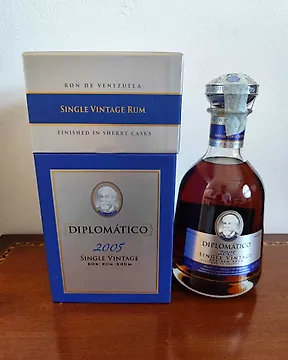 RON DE VENEZUELA
SINGLE VINTAGE RUM
FINISHED IN SHERRY CASKS
DIPLOMÁTICO
2005
SINGLE VINTAGE
RON · RUM · RHUM
DIPLOMÁTICO
2005
SINGLE VINTAGE